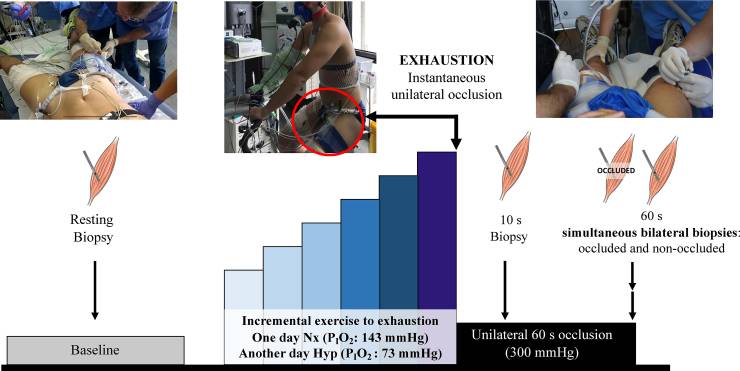 EXHAUSTION
Instantaneous
unilateral occlusion
Resting
Biopsy
10 s
Biopsy
OCCLUDED
60 s
simultaneous bilateral biopsies:
occluded and non-occluded
Baseline
Incremental exercise to exhaustion
One day Nx (PIO2: 143 mmHg)
Another day Hyp (PIO2 : 73 mmHg)
Unilateral 60 s occlusion
(300 mmHg)